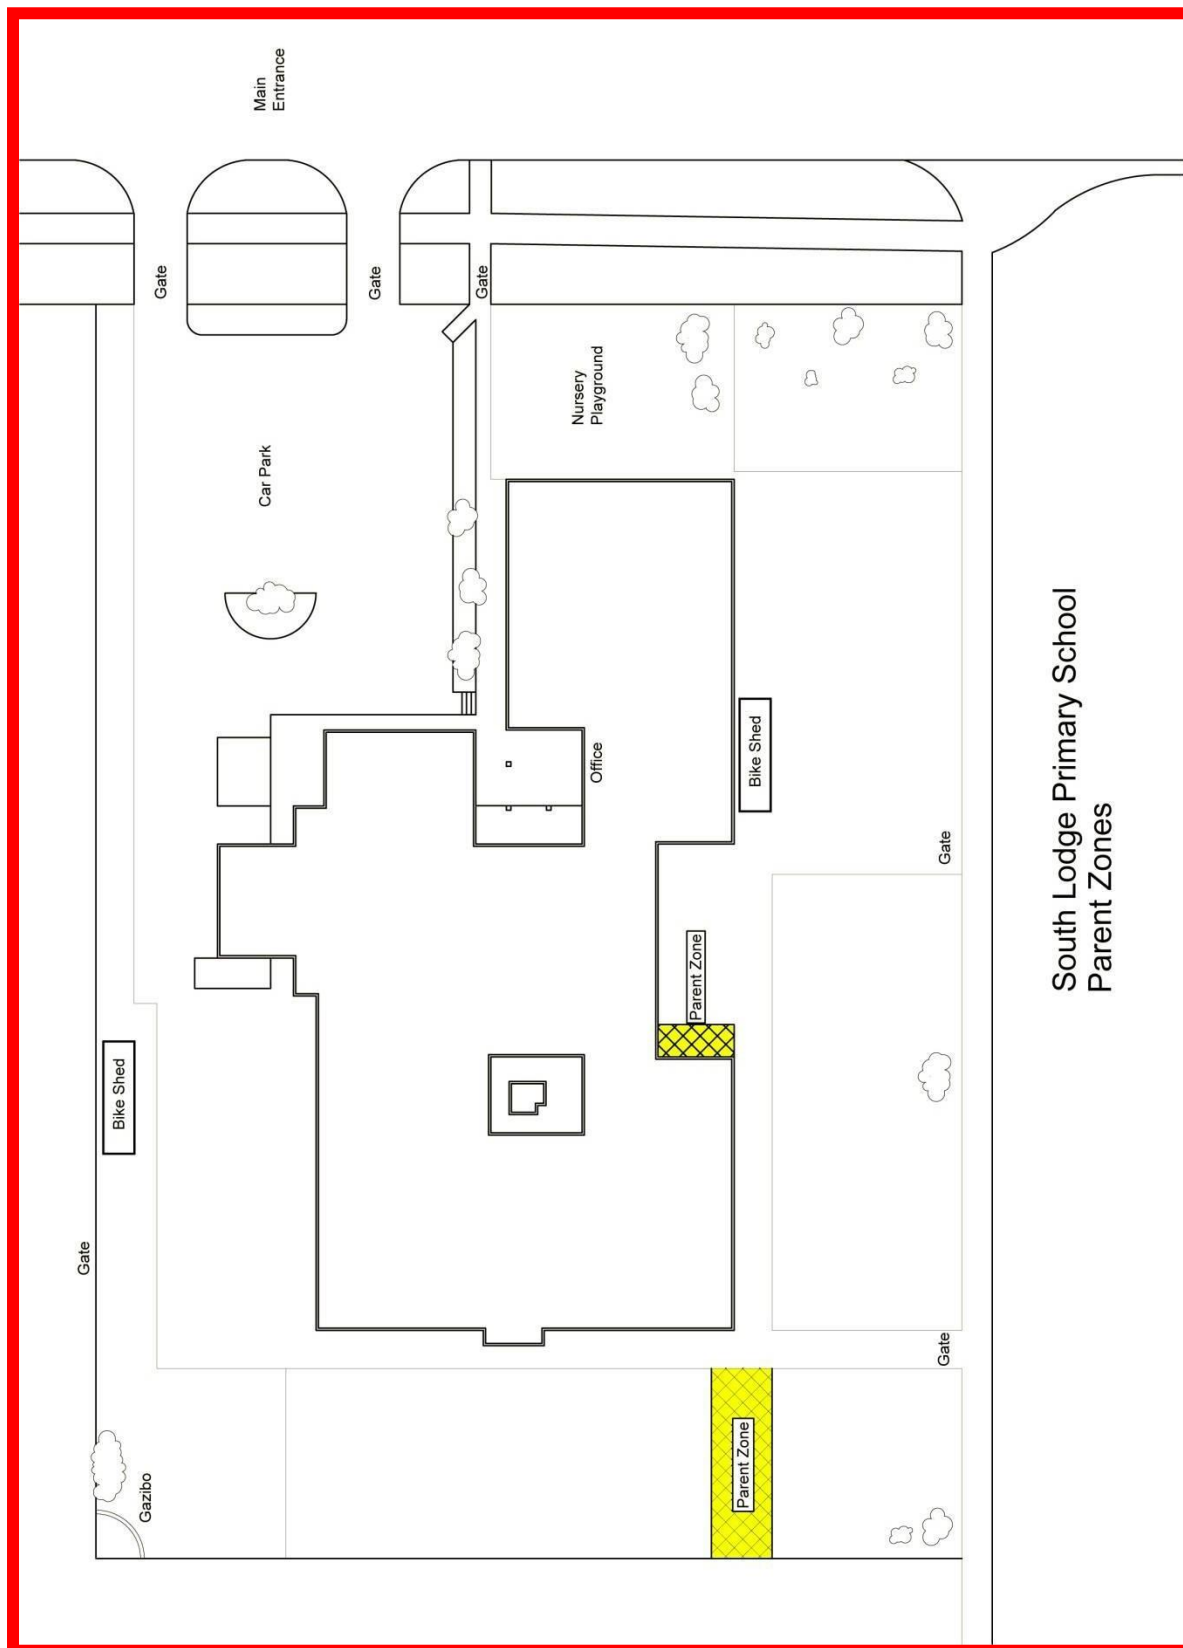 Main
Entrance
Gate
Gate
Gate
Nursery
Playground
Car Park
Office
Bike Shed
Gate
Parent Zone
Bike Shed
Gate
Gate
Parent Zone
Gazibo
South Lodge Primary School
Parent Zones